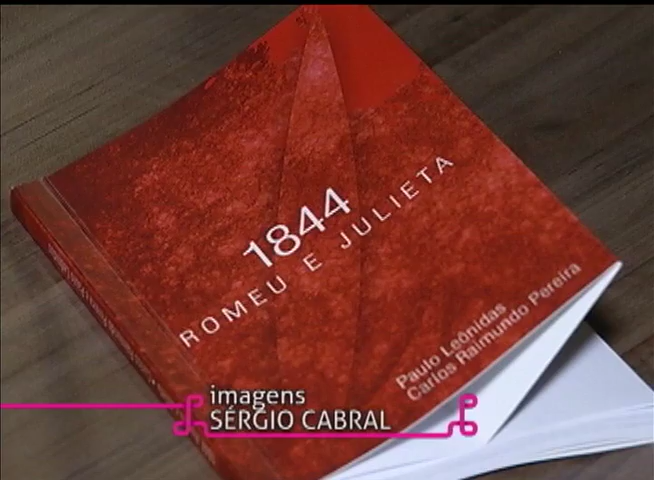 1844
ROMEU E JULIETA
Paulo Leônidas
Carlos Raimundo Pereira
imagens
SÉRGIO CABRAL